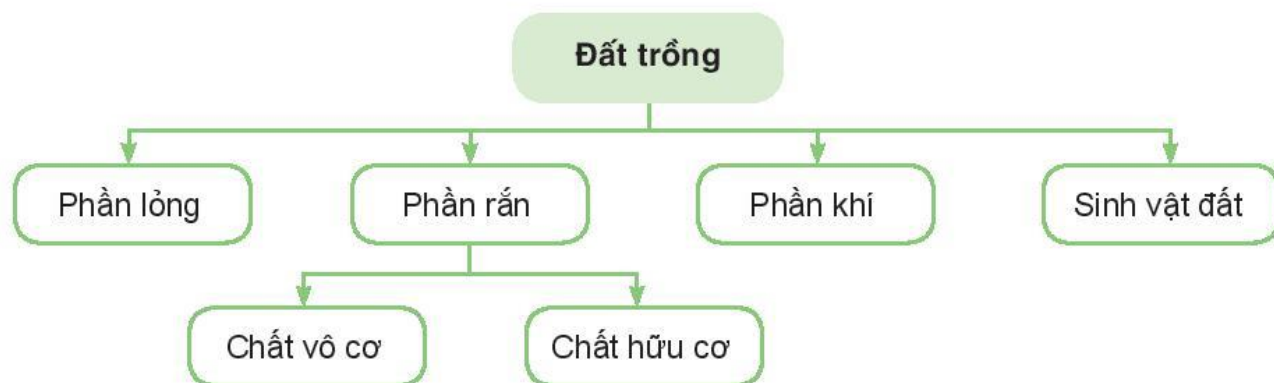 Đất trồng
Phần lỏng
Phần rắn
Phần khí
Sinh vật đất
Chất vô cơ
Chất hữu cơ